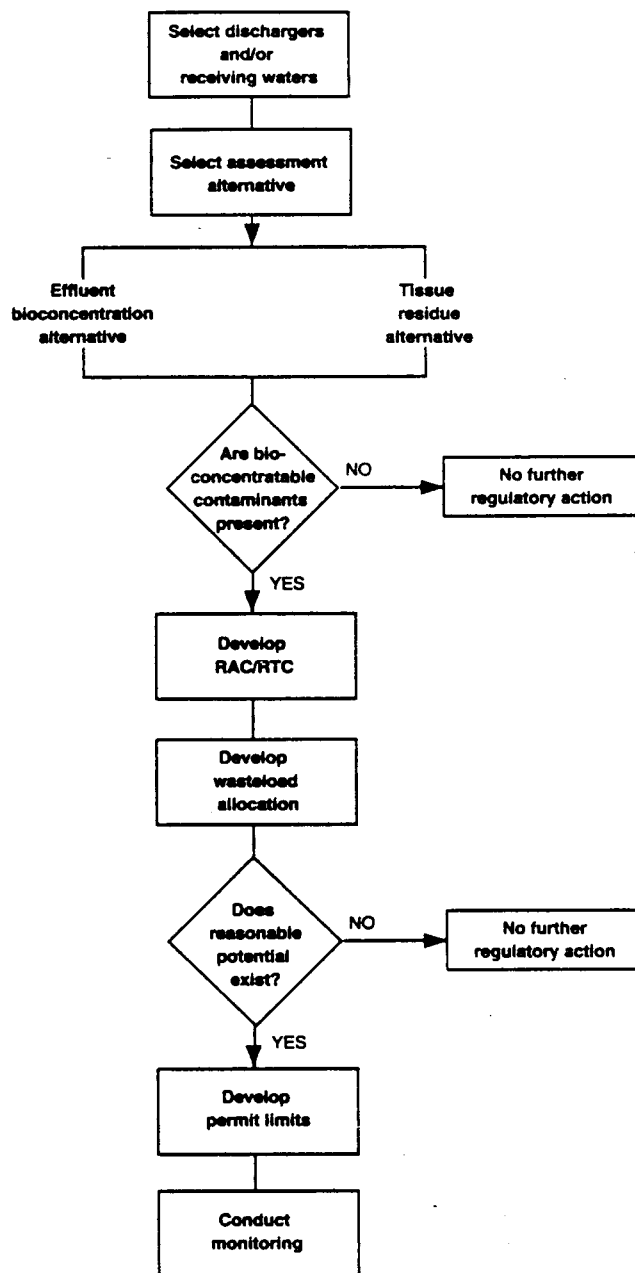 Select dischargers
and/or
receiving waters
Select assessment
alternative
Effluent
bioconcentration
alternative
Tissue
residue
alternative
Are bio-
concentratable
contaminants
present?
NO
No further
regulatory action
YES
Develop
RAC/RTC
Develop
wasteload
allocation
Does
reasonable
potential
exist?
NO
No further
regulatory action
YES
Develop
permit limits
Conduct
monitoring